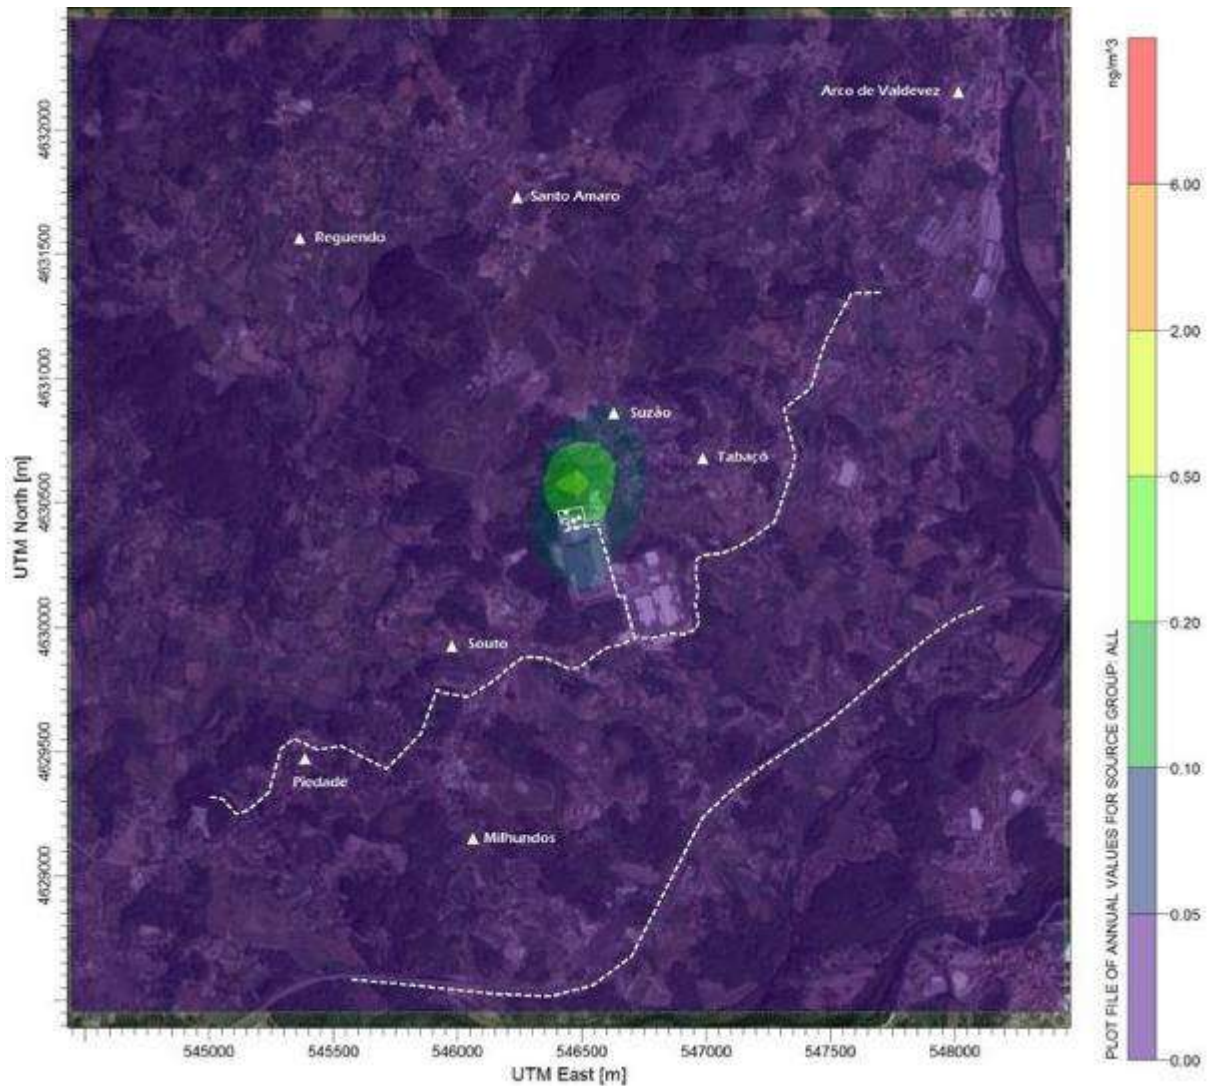 ng/m^3
Arco de Valdevez
4632000
6.00
Santo Amaro
Reguendo
4631500
2.00
4631000
Suzão
Tabaçô
0.50
4630500
UTM North [m]
0.20
4630000
Souto
0.10
4629500
Piedade
Milhundos
4629000
0.05
PLOT FILE OF ANNUAL VALUES FOR SOURCE GROUP: ALL
0.00
545000 545500 546000 546500 547000 547500 548000
UTM East [m]